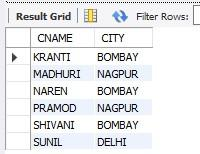 Result Grid Filter Rows:
CNAME CITY
KRANTI BOMBAY
MADHURI NAGPUR
NAREN BOMBAY
PRAMOD NAGPUR
SHIVANI BOMBAY
SUNIL DELHI